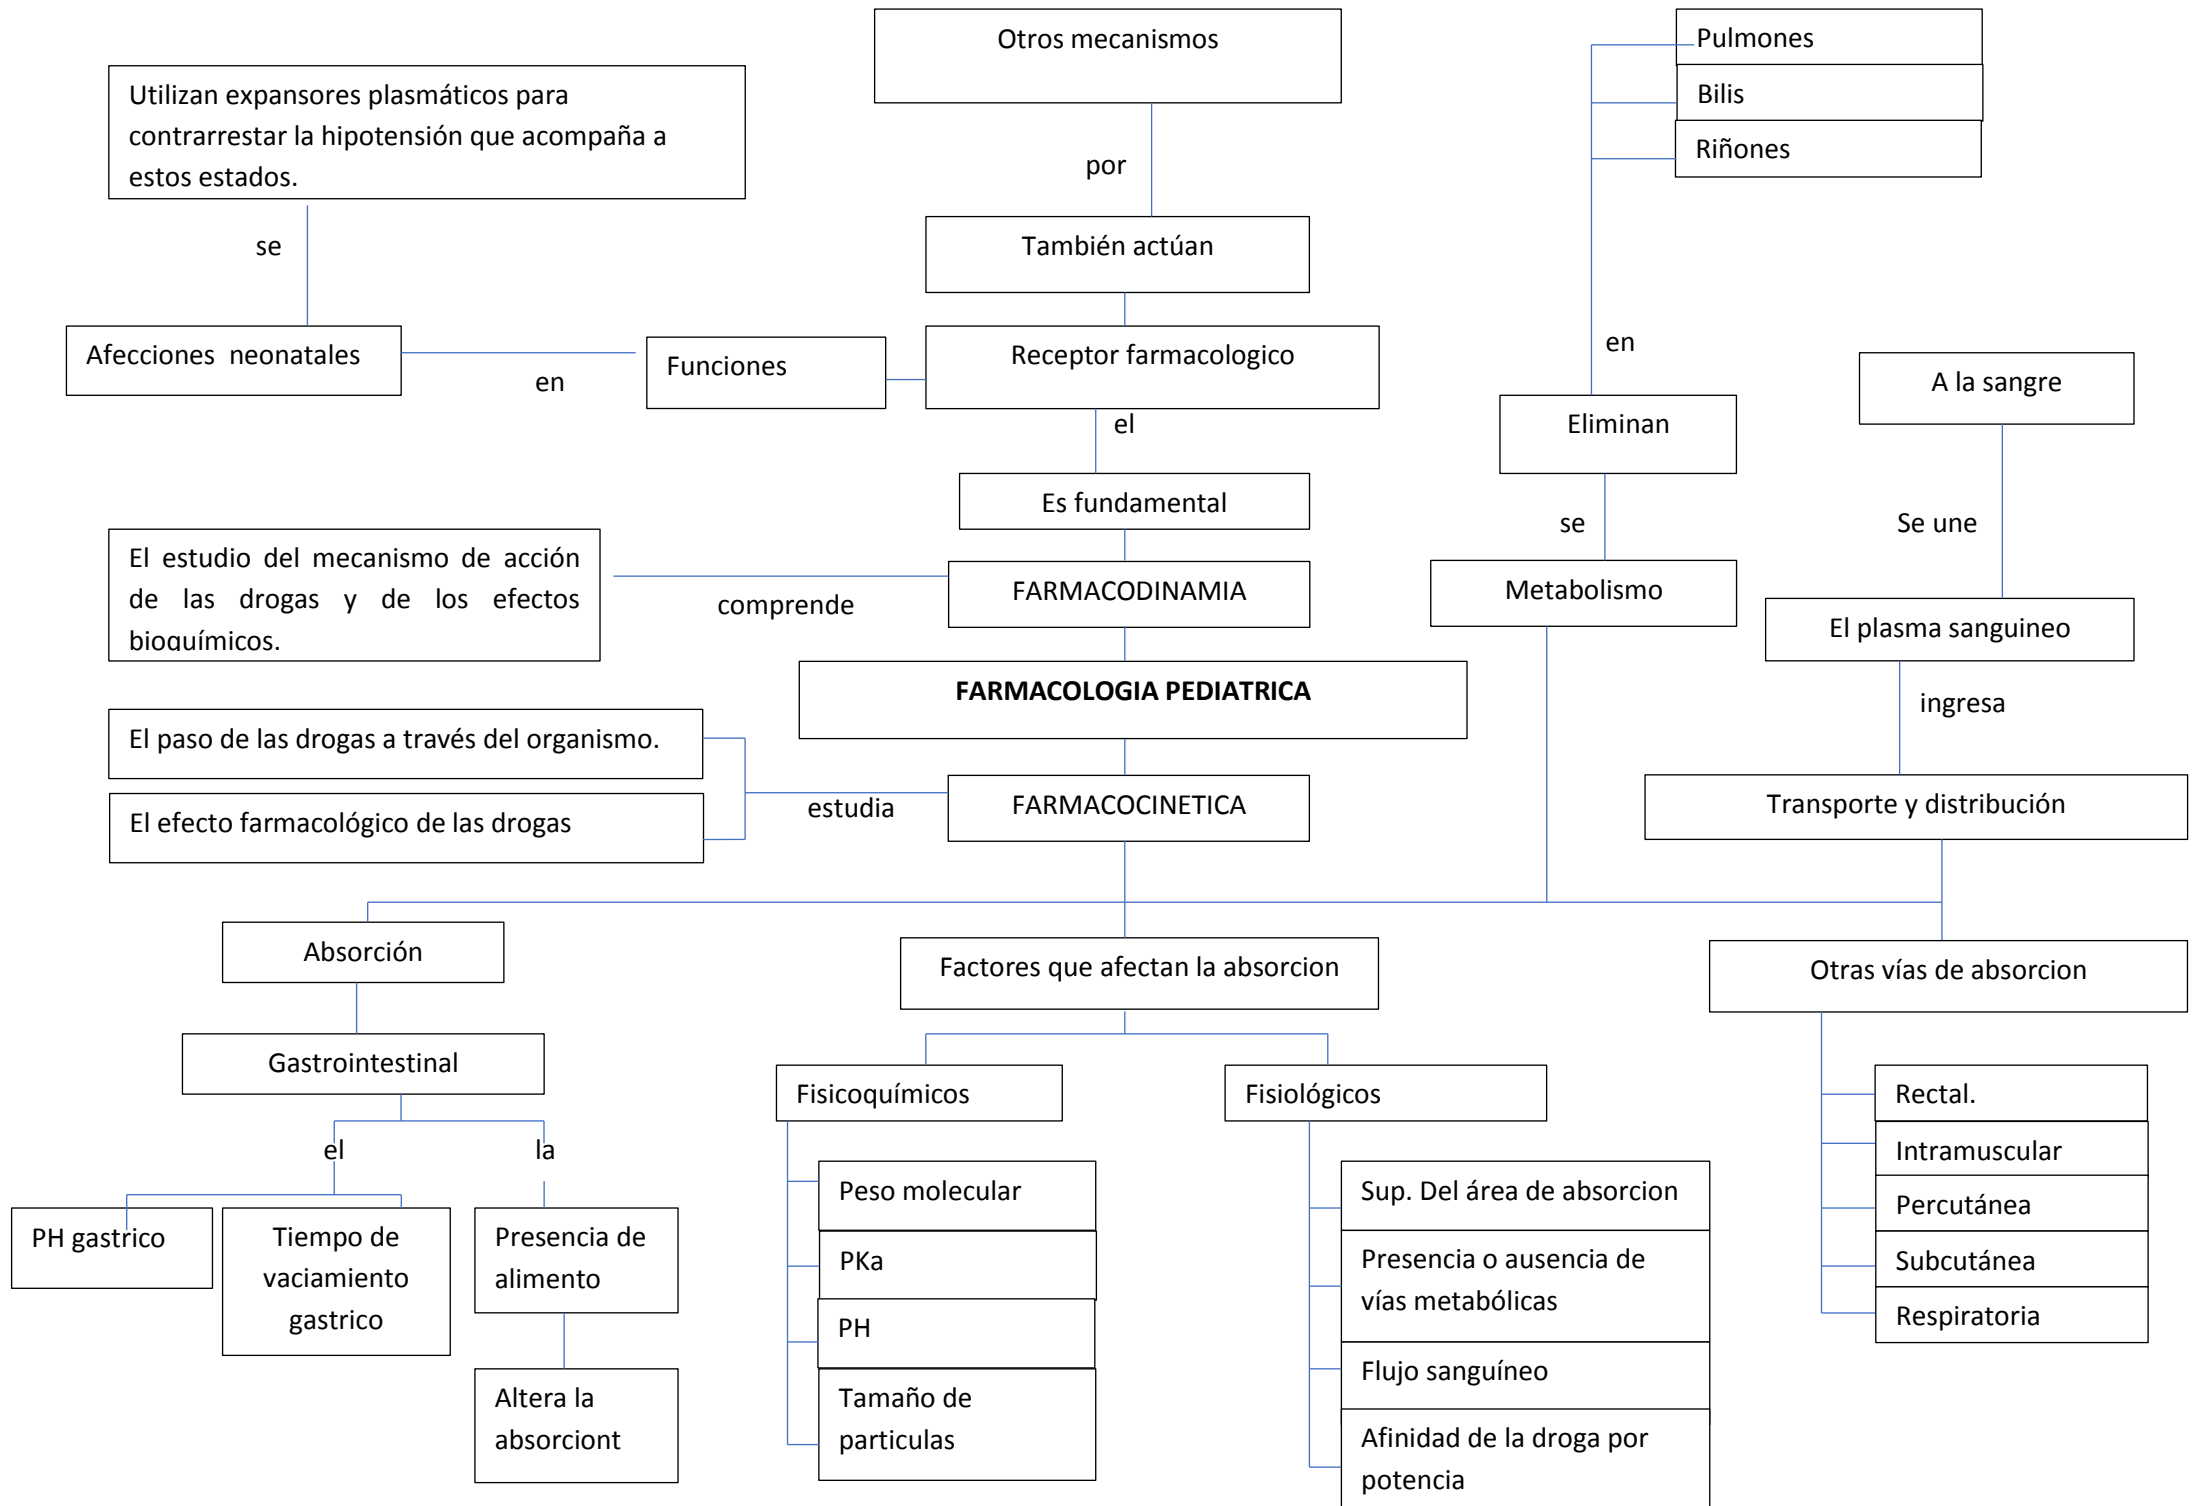 Otros mecanismos
Pulmones
Bilis
Riñones
Utilizan expansores plasmáticos para
contrarrestar la hipotensión que acompaña a
estos estados.
por
se
También actúan
Afecciones  neonatales
en
Funciones
Receptor farmacologico
en
A la sangre
el
Eliminan
Es fundamental
se
Se une
El estudio del mecanismo de acción
de las drogas y de los efectos
bioquímicos.
comprende
FARMACODINAMIA
Metabolismo
El plasma sanguineo
FARMACOLOGIA PEDIATRICA
ingresa
El paso de las drogas a través del organismo.
El efecto farmacológico de las drogas
estudia
FARMACOCINETICA
Transporte y distribución
Absorción
Factores que afectan la absorcion
Otras vías de absorcion
Gastrointestinal
Fisicoquímicos
Fisiológicos
el
la
PH gastrico
Tiempo de
vaciamiento
gastrico
Presencia de
alimento
Altera la
absorciont
Peso molecular
PKa
PH
Tamaño de
particulas
Sup. Del área de absorcion
Presencia o ausencia de
vías metabólicas
Flujo sanguíneo
Afinidad de la droga por
potencia
Rectal.
Intramuscular
Percutánea
Subcutánea
Respiratoria